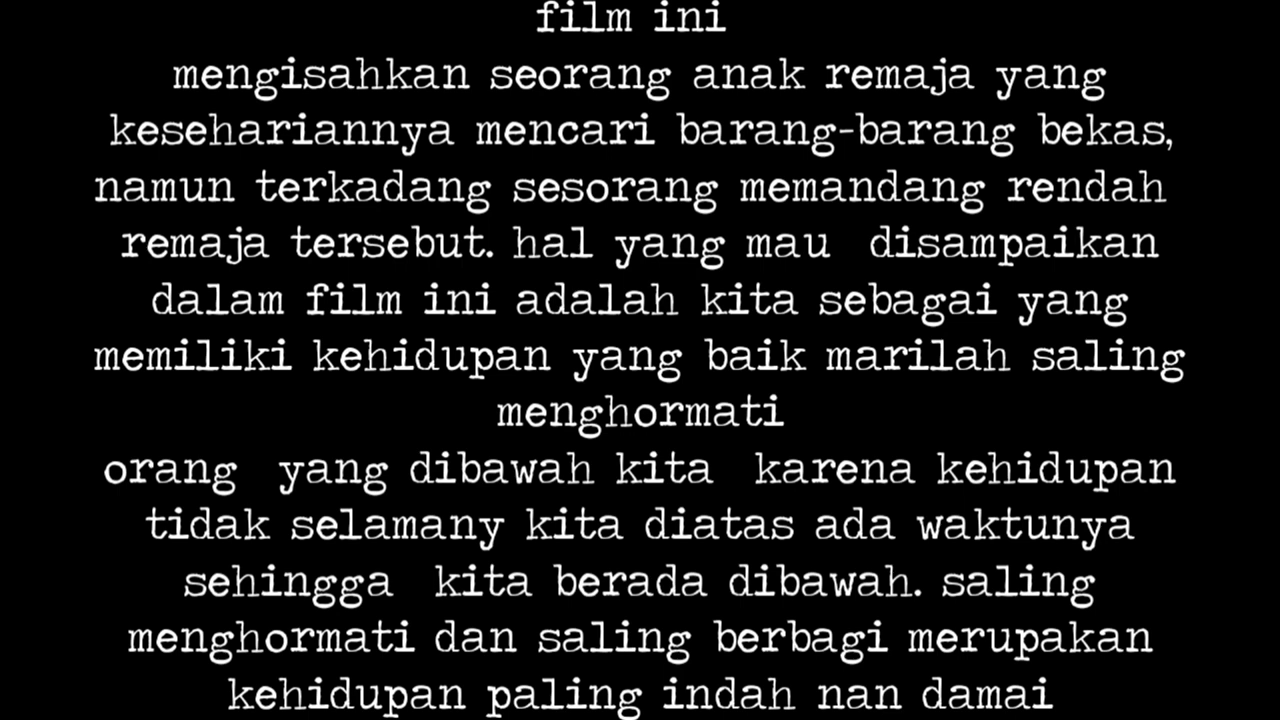 film ini
mengisahkan seorang anak remaja yang
kesehariannya mencari barang-barang bekas,
namun terkadang sesorang memandang rendah
remaja tersebut. hal yang mau disampaikan
dalam film ini adalah kita sebagai yang
memiliki kehidupan yang baik marilah saling
menghormati
orang yang dibawah kita karena kehidupan
tidak selamany kita diatas ada waktunya
sehingga kita berada dibawah. saling
menghormati dan saling berbagi merupakan
kehidupan paling indah nan damai